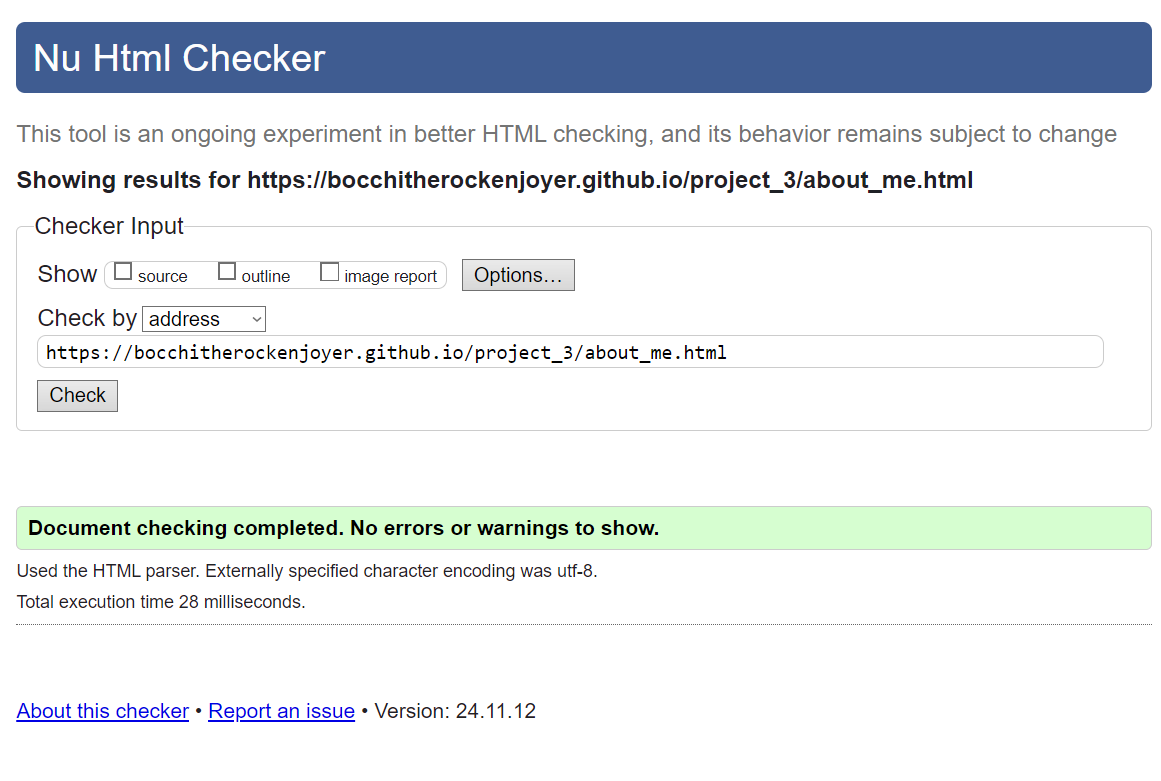 Nu Html Checker
This tool is an ongoing experiment in better HTML checking, and its behavior remains subject to change
Showing results for https://bocchitherockenjoyer.github.io/project_3/about_me.html
Checker Input
Show source outline image report Options…
Check by address
https://bocchitherockenjoyer.github.io/project_3/about_me.html
Check
Document checking completed. No errors or warnings to show.
Used the HTML parser. Externally specified character encoding was utf-8.
Total execution time 28 milliseconds.
About this checker • Report an issue • Version: 24.11.12